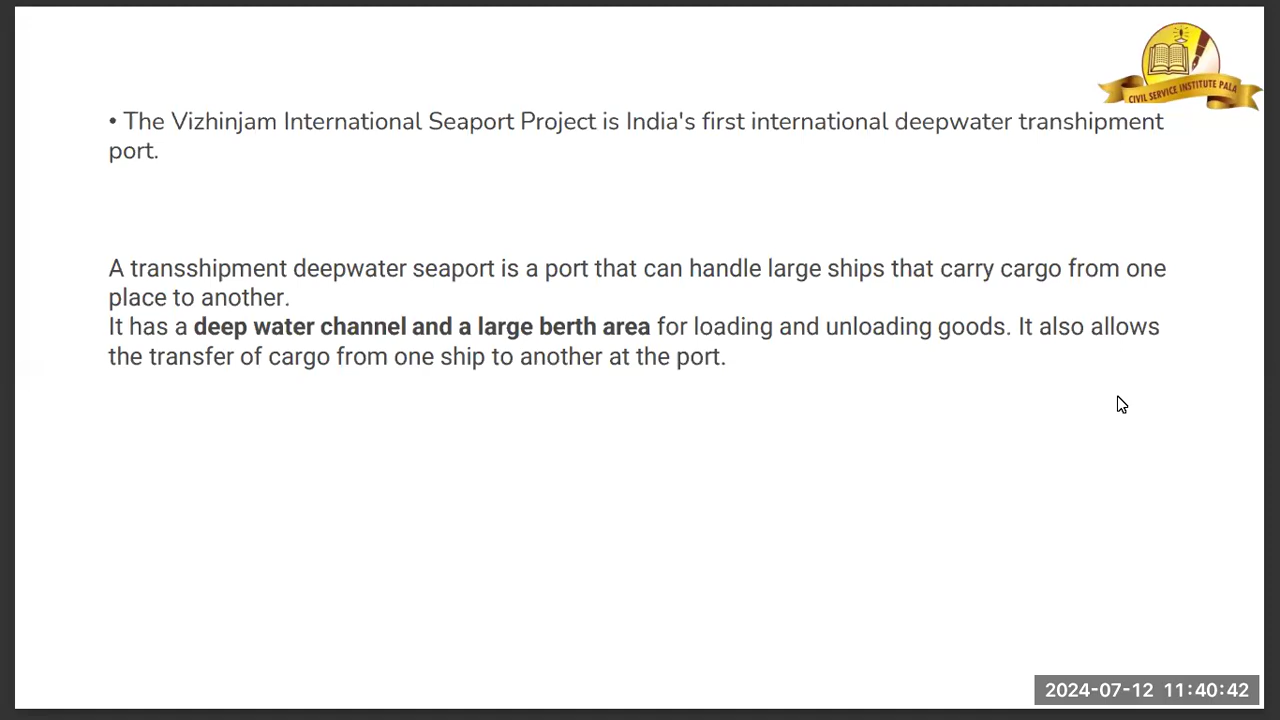 CIVIL SERVICE INSTITUTE PALA
• The Vizhinjam International Seaport Project is India's first international deepwater transhipment
port.
A transshipment deepwater seaport is a port that can handle large ships that carry cargo from one
place to another.
It has a deep water channel and a large berth area for loading and unloading goods. It also allows
the transfer of cargo from one ship to another at the port.
2024-07-12 11:40:42